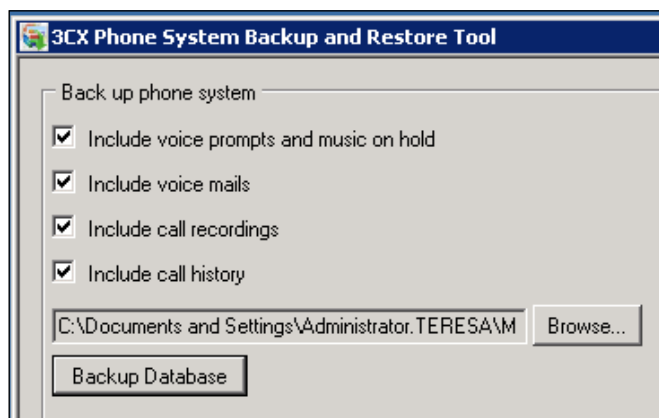 3CX Phone System Backup and Restore Tool
Back up phone system
Include voice prompts and music on hold
Include voice mails
Include call recordings
Include call history
C:\Documents and Settings\Administrator.TERESA\M
Browse...
Backup Database